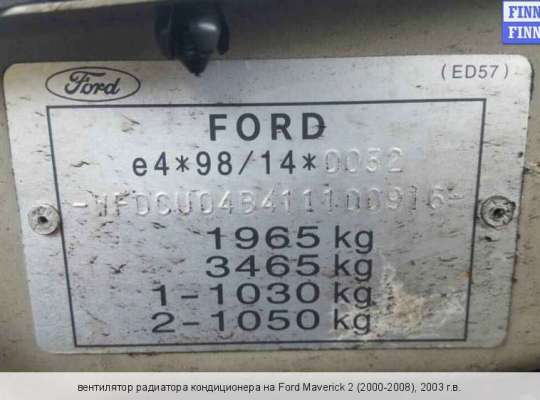 FINN
FINN
Ford
(ED57)
FORD
e4*98/14*0052
1965 kg
3465 kg
1-1030 kg
2-1050 kg
вентилятор радиатора кондиционера на Ford Maverick 2 (2000-2008), 2003 г.в.